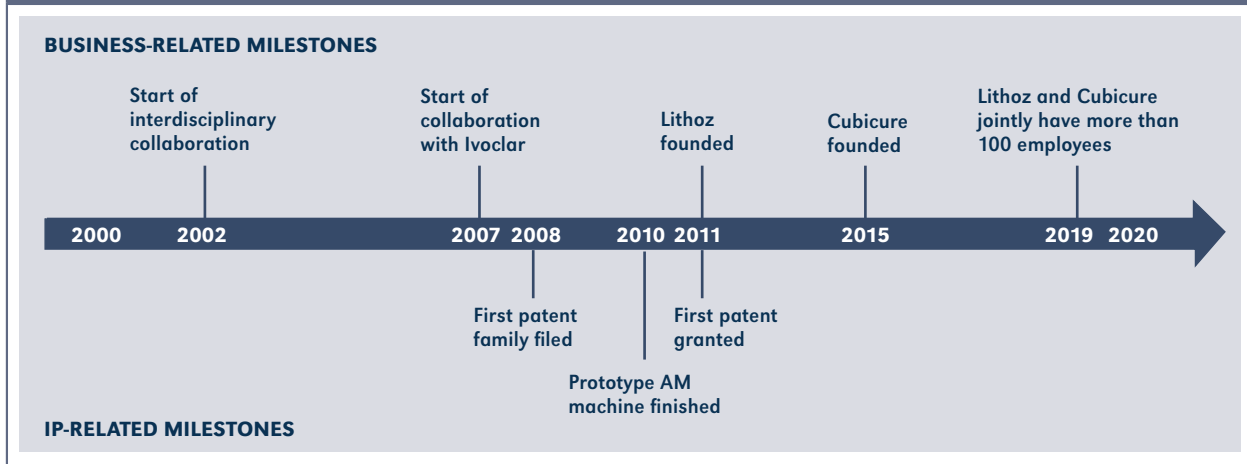 BUSINESS-RELATED MILESTONES
Start of
interdisciplinary
collaboration
Start of
collaboration
with Ivoclar
Lithoz
founded
Cubicure
founded
Lithoz and Cubicure
jointly have more than
100 employees
2000 2002 2007 2008 2010 2011 2015 2019 2020
First patent
family filed
First patent
granted
Prototype AM
machine finished
IP-RELATED MILESTONES